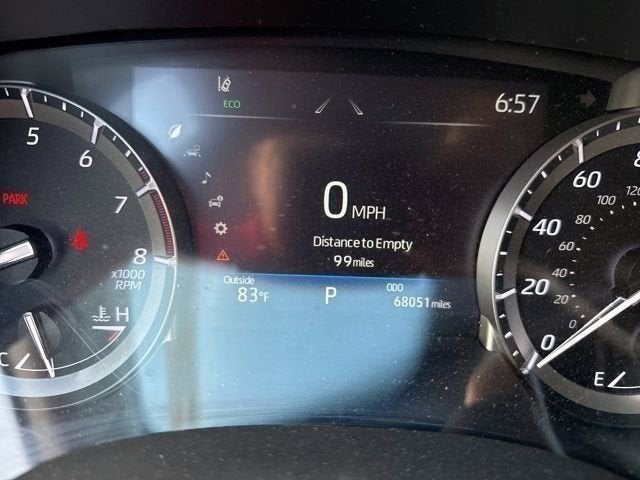 5
6
7
8
x1000
RPM
PARK
H
C
ECO
6:57
0 MPH
Distance to Empty
99 miles
Outside
83°F
P
ODO
68051 miles
60
40
20
0
120
100
80
60
40
20
0
E